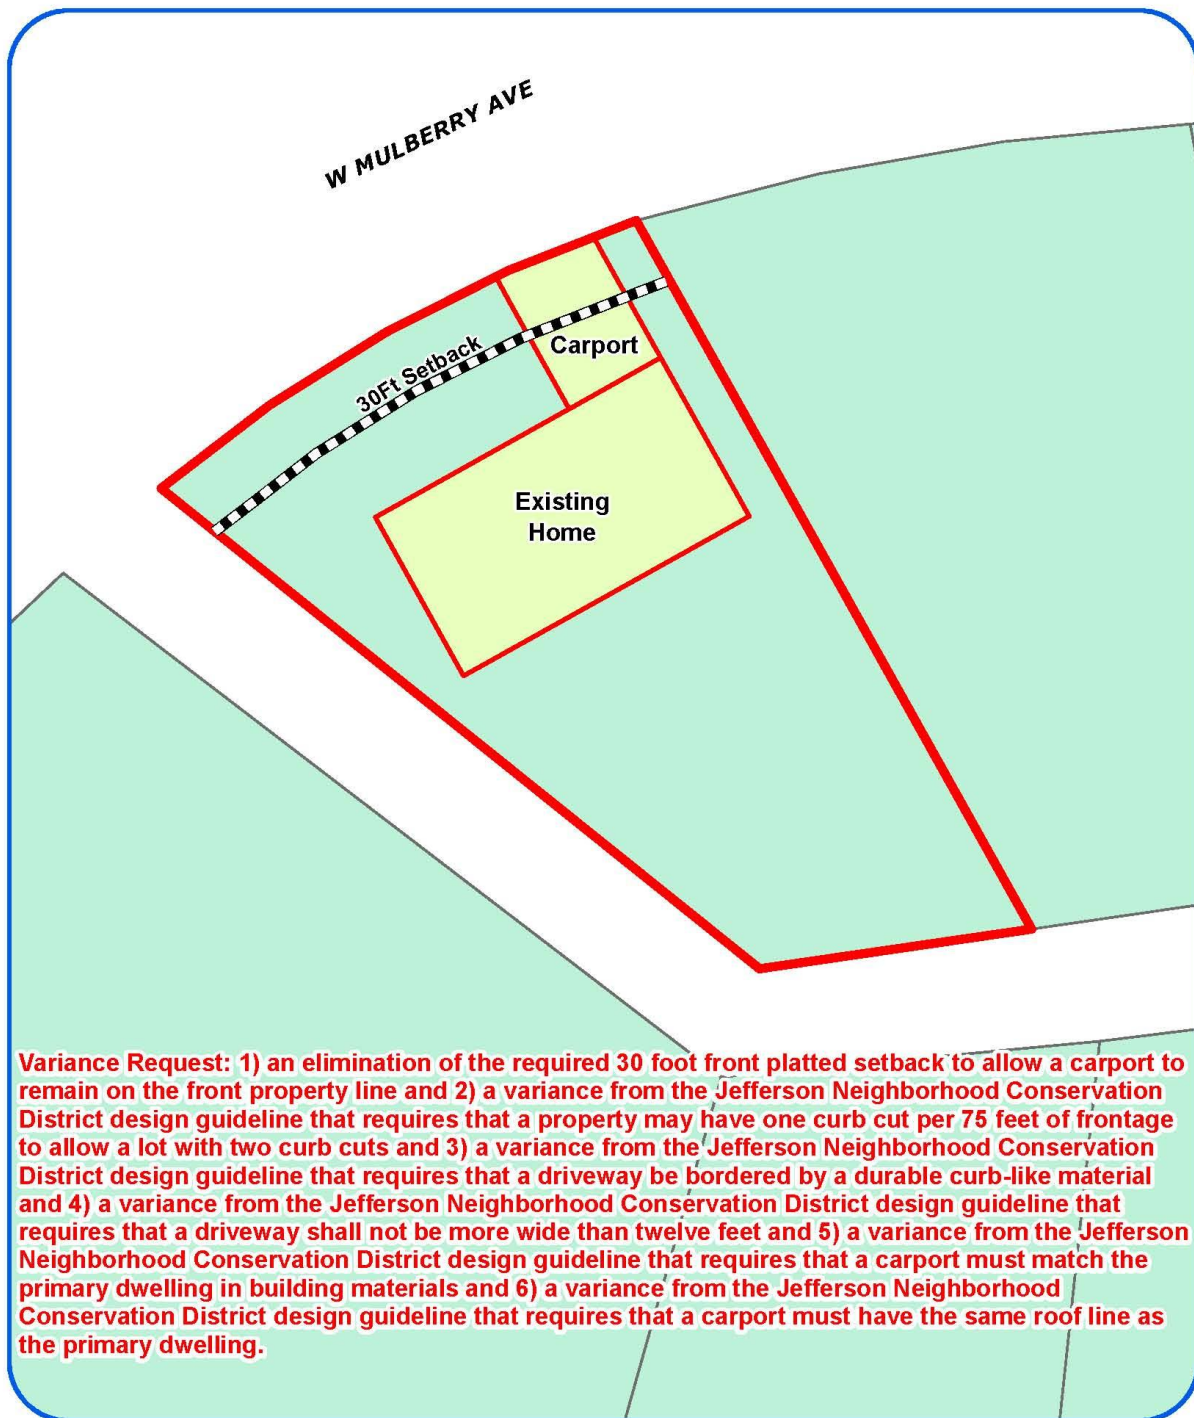 W MULBERRY AVE
30Ft Setback
Carport
Existing
Home
Variance Request: 1) an elimination of the required 30 foot front platted setback to allow a carport to
remain on the front property line and 2) a variance from the Jefferson Neighborhood Conservation
District design guideline that requires that a property may have one curb cut per 75 feet of frontage
to allow a lot with two curb cuts and 3) a variance from the Jefferson Neighborhood Conservation
District design guideline that requires that a driveway be bordered by a durable curb-like material
and 4) a variance from the Jefferson Neighborhood Conservation District design guideline that
requires that a driveway shall not be more wide than twelve feet and 5) a variance from the Jefferson
Neighborhood Conservation District design guideline that requires that a carport must match the
primary dwelling in building materials and 6) a variance from the Jefferson Neighborhood
Conservation District design guideline that requires that a carport must have the same roof line as
the primary dwelling.